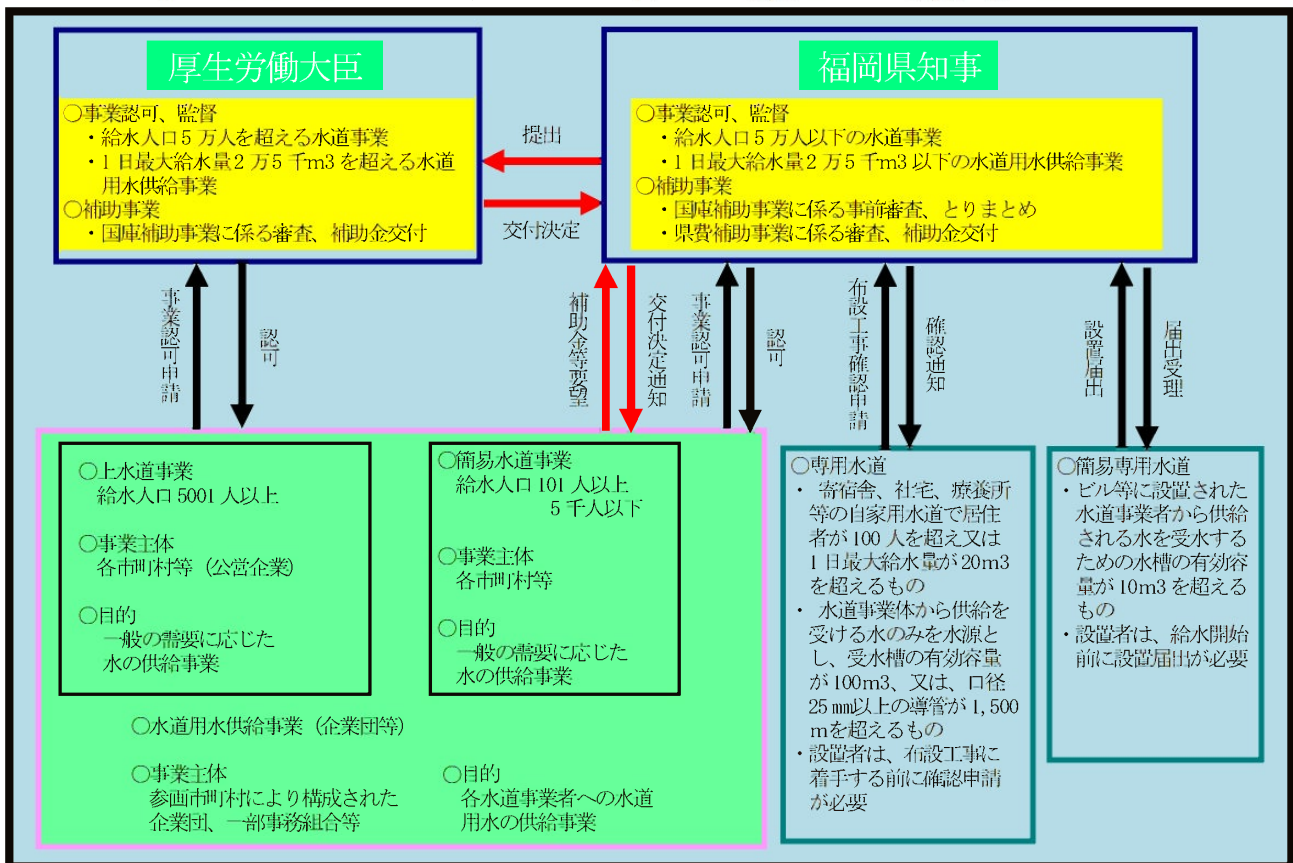 厚生労働大臣
○事業認可、監督
・給水人口5万人を超える水道事業
・1日最大給水量2万5千m3を超える水道
用水供給事業
○補助事業
・国庫補助事業に係る審査、補助金交付
提出
交付決定
福岡県知事
○事業認可、監督
・給水人口5万人以下の水道事業
・1日最大給水量2万5千m3以下の水道用水供給事業
○補助事業
・国庫補助事業に係る事前審査、とりまとめ
・県費補助事業に係る審査、補助金交付
事業認可申請
認可
補助金等要望
交付決定通知
事業認可申請
認可
布設工事確認申請
確認通知
設置届出
届出受理
○上水道事業
給水人口5001人以上
○事業主体
各市町村等（公営企業）
○目的
一般の需要に応じた
水の供給事業
○簡易水道事業
給水人口101人以上
5千人以下
○事業主体
各市町村等
○目的
一般の需要に応じた
水の供給事業
○水道用水供給事業（企業団等）
○事業主体
参画市町村により構成された
企業団、一部事務組合等
○目的
各水道事業者への水道
用水の供給事業
○専用水道
・ 寄宿舎、社宅、療養所
等の自家用水道で居住
者が100人を超え又は
1日最大給水量が20m3
を超えるもの
・ 水道事業体から供給を
受ける水のみを水源と
し、受水槽の有効容量
が100m3、又は、口径
25㎜以上の導管が1,500
mを超えるもの
・設置者は、布設工事に
着手する前に確認申請
が必要
○簡易専用水道
・ビル等に設置された
水道事業者から供給
される水を受水する
ための水槽の有効容
量が10m3を超える
もの
・設置者は、給水開始
前に設置届出が必要